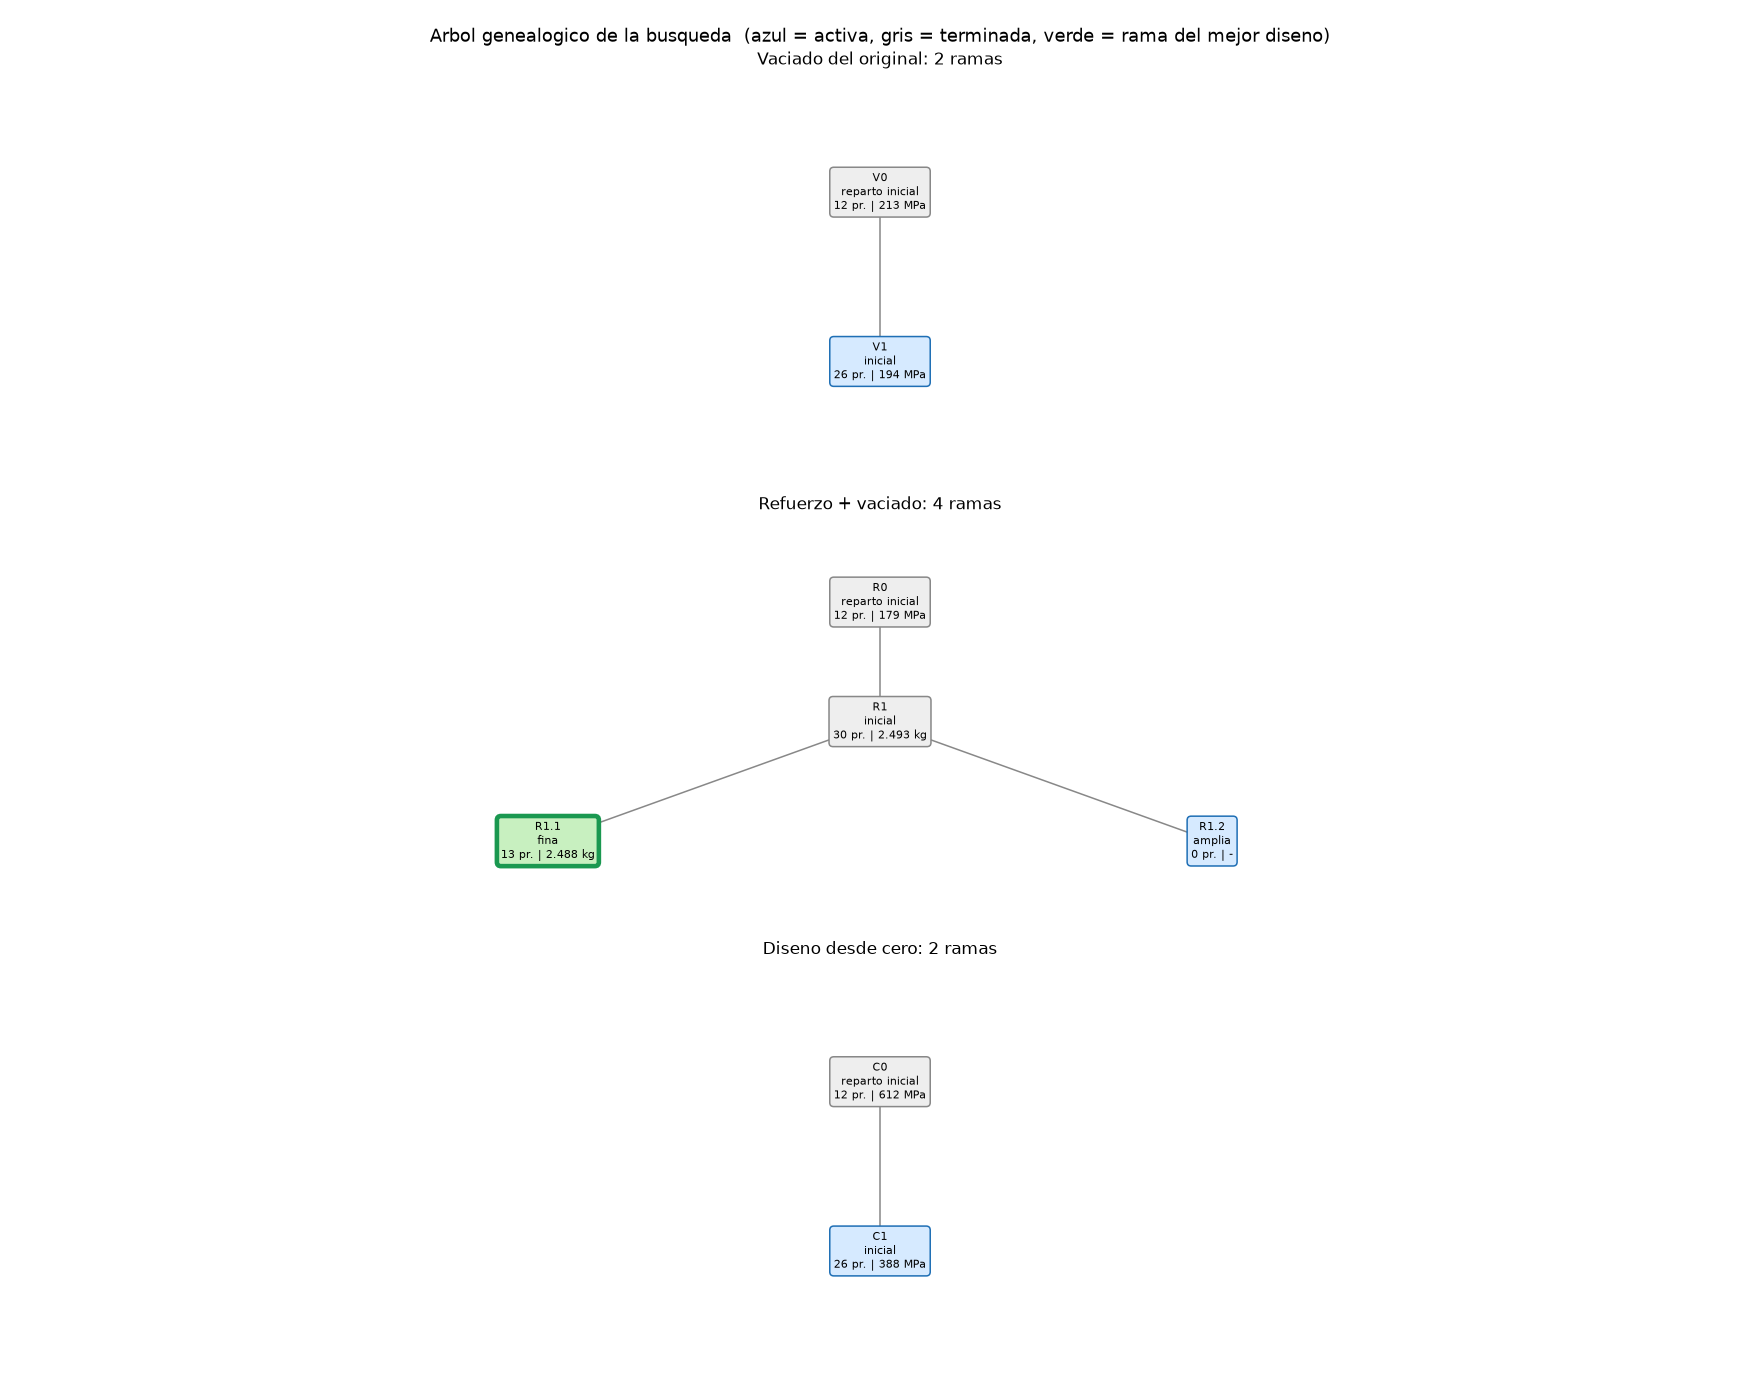 Arbol genealogico de la busqueda  (azul = activa, gris = terminada, verde = rama del mejor diseno)
Vaciado del original: 2 ramas
V0
reparto inicial
12 pr. | 213 MPa
V1
inicial
26 pr. | 194 MPa
Refuerzo + vaciado: 4 ramas
R0
reparto inicial
12 pr. | 179 MPa
R1
inicial
30 pr. | 2.493 kg
R1.1
fina
13 pr. | 2.488 kg
R1.2
amplia
0 pr. | -
Diseno desde cero: 2 ramas
C0
reparto inicial
12 pr. | 612 MPa
C1
inicial
26 pr. | 388 MPa